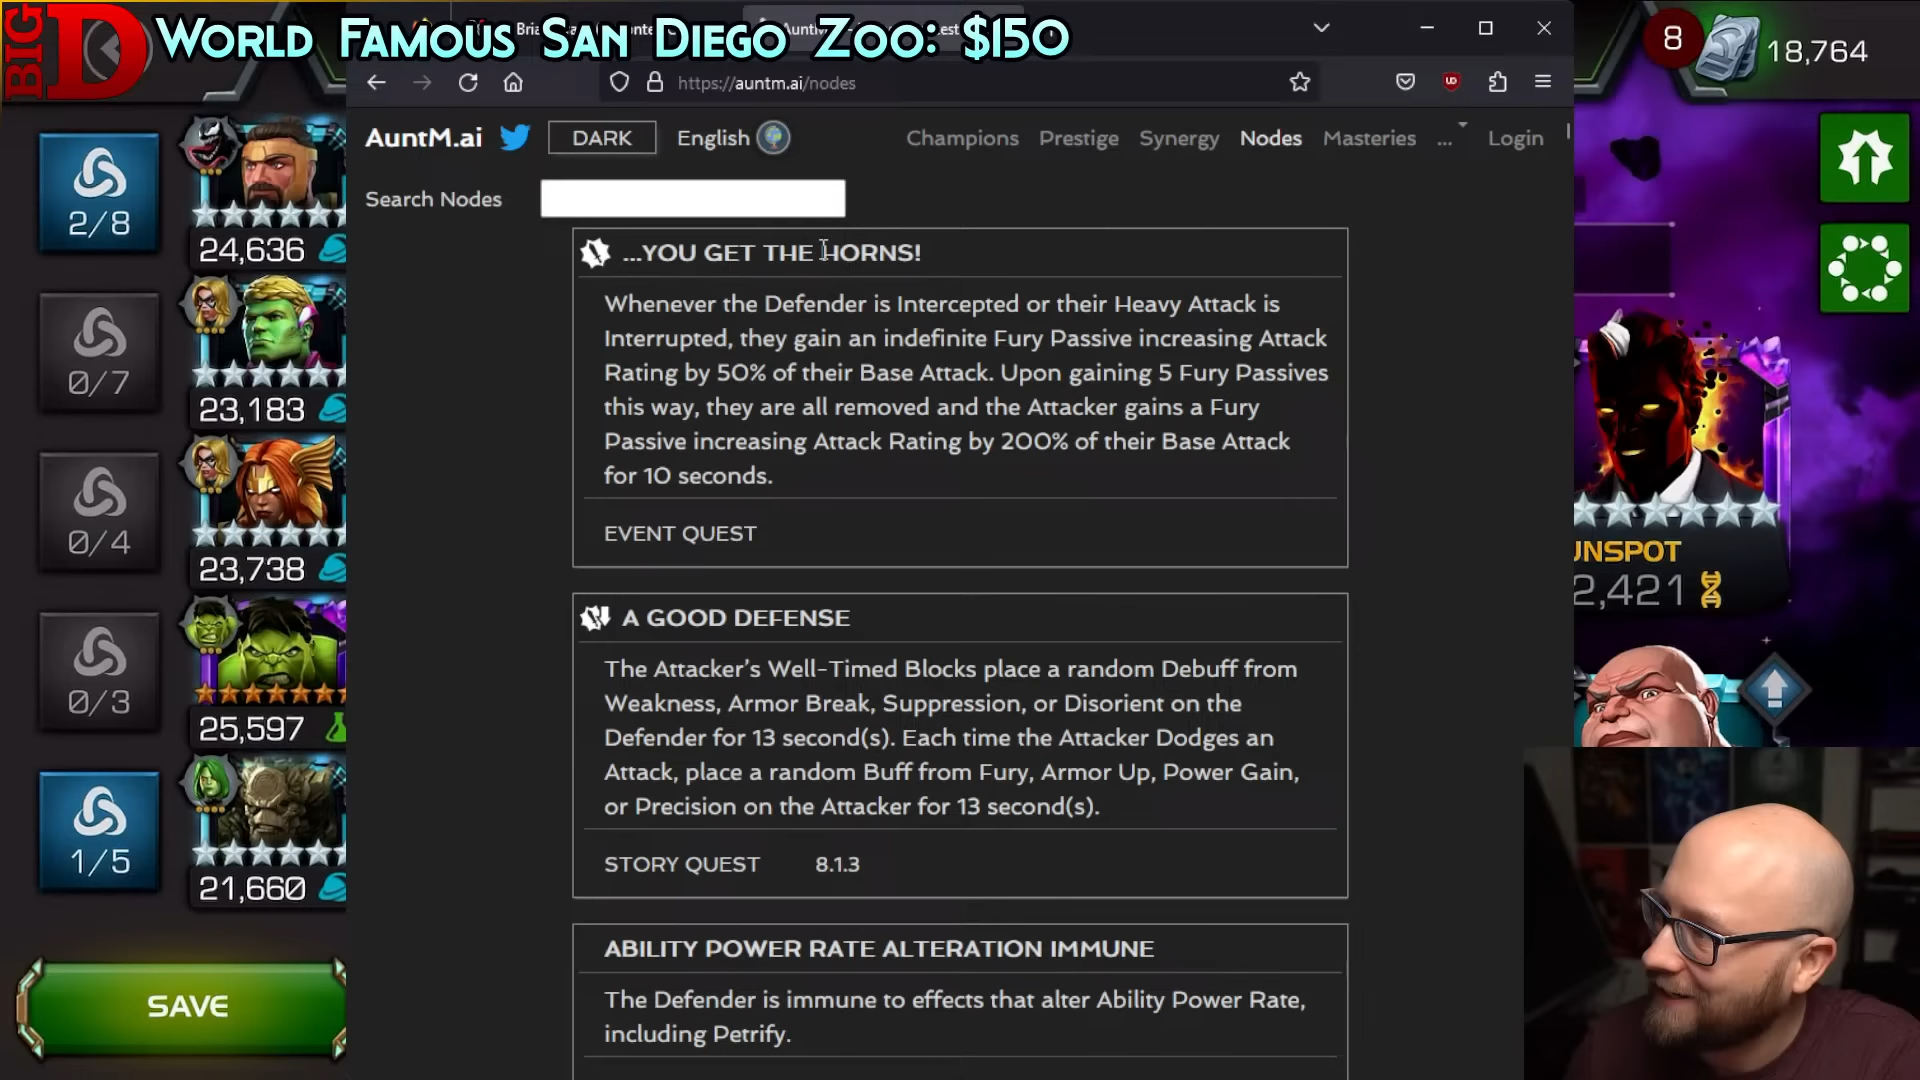 BIG D
WORLD FAMOUS SAN DIEGO ZOO: $150
https://auntm.ai/nodes
8
18,764
AuntM.ai
DARK
English
Champions
Prestige
Synergy
Nodes
Masteries
...
Login
Search Nodes
...YOU GET THE HORNS!
Whenever the Defender is Intercepted or their Heavy Attack is
Interrupted, they gain an indefinite Fury Passive increasing Attack
Rating by 50% of their Base Attack. Upon gaining 5 Fury Passives
this way, they are all removed and the Attacker gains a Fury
Passive increasing Attack Rating by 200% of their Base Attack
for 10 seconds.
EVENT QUEST
A GOOD DEFENSE
The Attacker's Well-Timed Blocks place a random Debuff from
Weakness, Armor Break, Suppression, or Disorient on the
Defender for 13 second(s). Each time the Attacker Dodges an
Attack, place a random Buff from Fury, Armor Up, Power Gain,
or Precision on the Attacker for 13 second(s).
STORY QUEST
8.1.3
ABILITY POWER RATE ALTERATION IMMUNE
The Defender is immune to effects that alter Ability Power Rate,
including Petrify.
2/8
24,636
0/7
23,183
0/4
23,738
0/3
25,597
1/5
21,660
SAVE
UNSPOT
2,421